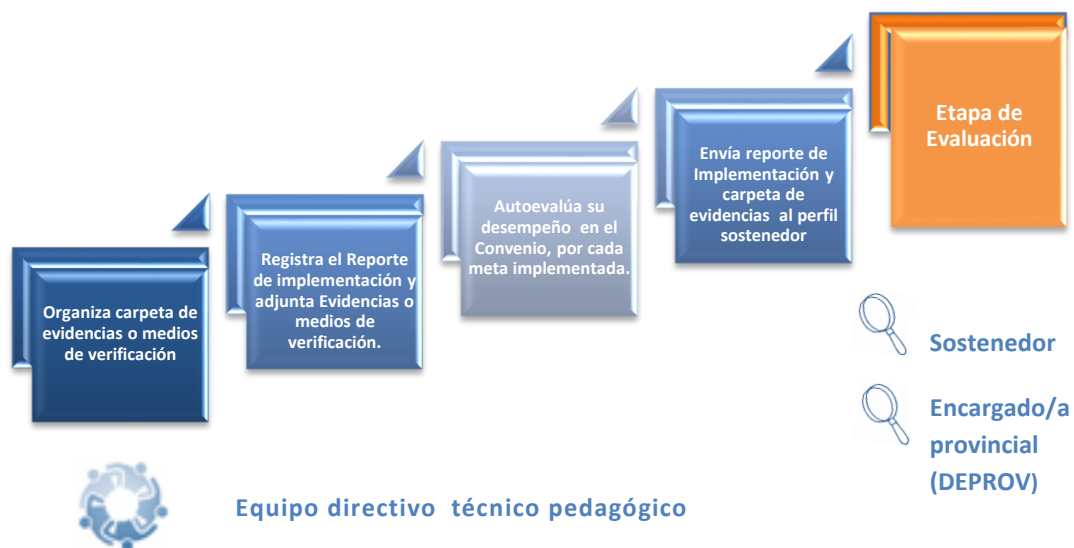 Organiza carpeta de
evidencias o medios
de verificación
Registra el Reporte
de implementación y
adjunta Evidencias o
medios de
verificación.
Autoevalúa su
desempeño en el
Convenio, por cada
meta implementada.
Envía reporte de
Implementación y
carpeta de
evidencias al perfil
sostenedor
Etapa de
Evaluación
Sostenedor
Encargado/a
provincial
(DEPROV)
Equipo directivo técnico pedagógico